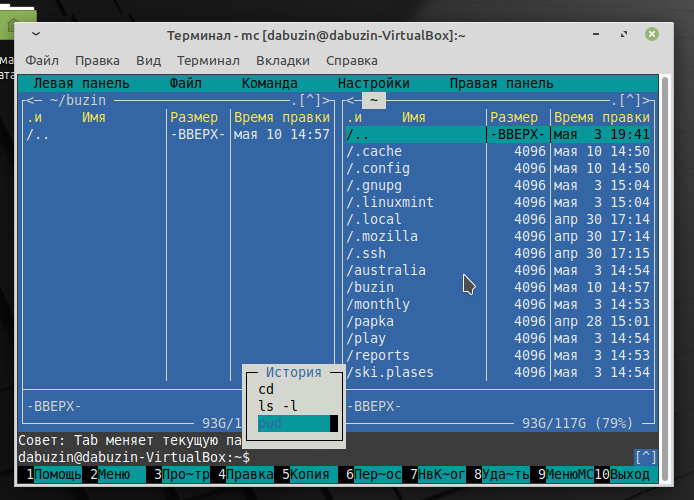 ма
ата
Терминал - mc [dabuzin@dabuzin-VirtualBox]:~
Файл Правка Вид Терминал Вкладки Справка
Левая панель Файл Команда Настройки Правая панель
<─ ~/buzin .[^]>
.и Имя Размер Время правки
/.. -ВВЕРХ- мая 10 14:57
-ВВЕРХ-
93G/1
<─ ~ .[^]>
.и Имя Размер Время правки
/.. -ВВЕРХ- мая 3 19:41
/.cache 4096 мая 10 14:50
/.config 4096 мая 10 14:50
/.gnupg 4096 мая 3 15:04
/.linuxmint 4096 мая 3 15:04
/.local 4096 апр 30 17:14
/.mozilla 4096 апр 30 17:14
/.ssh 4096 апр 30 17:15
/australia 4096 мая 3 14:54
/buzin 4096 мая 10 14:57
/monthly 4096 мая 3 14:53
/papka 4096 апр 28 15:01
/play 4096 мая 3 14:54
/reports 4096 мая 3 14:53
/ski.plases 4096 мая 3 14:54
-ВВЕРХ-
93G/117G (79%)
История
cd
ls -l
pwd
Совет: Tab меняет текущую па
dabuzin@dabuzin-VirtualBox:~$ [^]
1Помощь 2Меню 3Про~тр 4Правка 5Копия 6Пер~ос 7НвК~ог 8Уда~ть 9МенюМС 10Выход